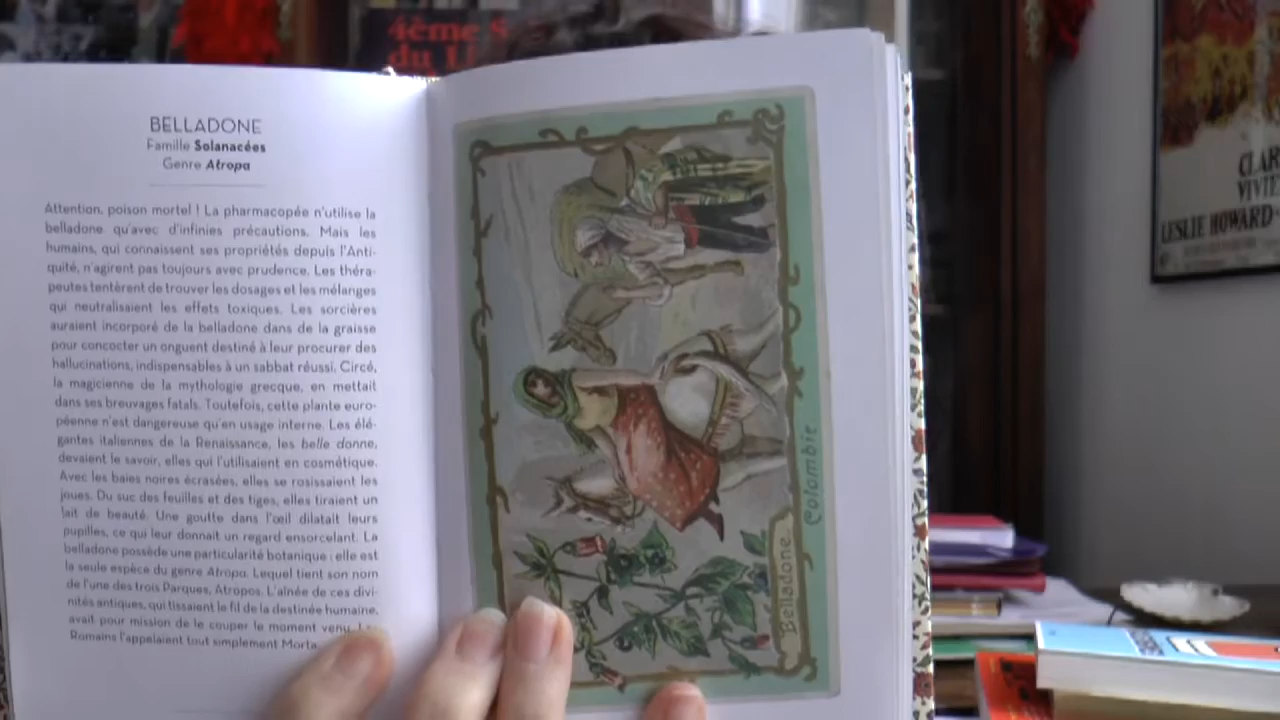 4ème S
du Li
BELLADONE
Famille Solanacées
Genre Atropa
Attention, poison mortel ! La pharmacopée n'utilise la
belladone qu'avec d'infinies précautions. Mais les
humains, qui connaissent ses propriétés depuis l'Anti-
quité, n'agirent pas toujours avec prudence. Les théra-
peutes tentèrent de trouver les dosages et les mélanges
qui neutralisaient les effets toxiques. Les sorcières
auraient incorporé de la belladone dans de la graisse
pour concocter un onguent destiné à leur procurer des
hallucinations, indispensables à un sabbat réussi. Circé,
la magicienne de la mythologie grecque, en mettait
dans ses breuvages fatals. Toutefois, cette plante euro-
péenne n'est dangereuse qu'en usage interne. Les élé-
gantes italiennes de la Renaissance, les belle donne,
devaient le savoir, elles qui l'utilisaient en cosmétique.
Avec les baies noires écrasées, elles se rosissaient les
joues. Du suc des feuilles et des tiges, elles tiraient un
lait de beauté. Une goutte dans l'œil dilatait leurs
pupilles, ce qui leur donnait un regard ensorcelant. La
belladone possède une particularité botanique : elle est
la seule espèce du genre Atropa. Lequel tient son nom
de l'une des trois Parques, Atropos. L'aînée de ces divi-
nités antiques, qui tissaient le fil de la destinée humaine,
avait pour mission de le couper le moment venu. Les
Romains l'appelaient tout simplement Morta.
Belladone.
Colombie
CLAR
VIVIE
LESLIE HOWARD